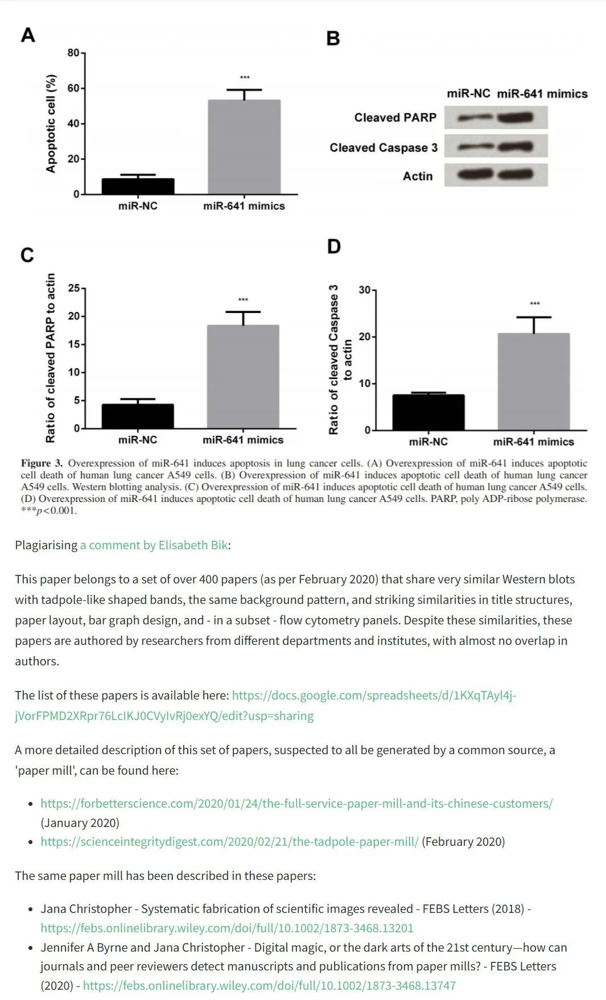 A
B
80
60
40
20
0
Apoptotic cell (%)
***
miR-NC
miR-641 mimics
miR-NC miR-641 mimics
Cleaved PARP
Cleaved Caspase 3
Actin
C
D
25
20
15
10
5
0
Ratio of cleaved PARP to actin
***
miR-NC
miR-641 mimics
30
20
10
0
Ratio of cleaved Caspase 3
to actin
***
miR-NC
miR-641 mimics
Figure 3. Overexpression of miR-641 induces apoptosis in lung cancer cells. (A) Overexpression of miR-641 induces apoptotic
cell death of human lung cancer A549 cells. (B) Overexpression of miR-641 induces apoptotic cell death of human lung cancer
A549 cells. Western blotting analysis. (C) Overexpression of miR-641 induces apoptotic cell death of human lung cancer A549 cells.
(D) Overexpression of miR-641 induces apoptotic cell death of human lung cancer A549 cells. PARP, poly ADP-ribose polymerase.
***p<0.001.
Plagiarising a comment by Elisabeth Bik:
This paper belongs to a set of over 400 papers (as per February 2020) that share very similar Western blots
with tadpole-like shaped bands, the same background pattern, and striking similarities in title structures,
paper layout, bar graph design, and - in a subset - flow cytometry panels. Despite these similarities, these
papers are authored by researchers from different departments and institutes, with almost no overlap in
authors.
The list of these papers is available here: https://docs.google.com/spreadsheets/d/1KXqTAyl4j-
jVorFPMD2XRpr76LcIKJ0CVyIvRj0exYQ/edit?usp=sharing
A more detailed description of this set of papers, suspected to all be generated by a common source, a
'paper mill', can be found here:
• https://forbetterscience.com/2020/01/24/the-full-service-paper-mill-and-its-chinese-customers/
(January 2020)
• https://scienceintegritydigest.com/2020/02/21/the-tadpole-paper-mill/ (February 2020)
The same paper mill has been described in these papers:
• Jana Christopher - Systematic fabrication of scientific images revealed - FEBS Letters (2018) -
https://febs.onlinelibrary.wiley.com/doi/full/10.1002/1873-3468.13201
• Jennifer A Byrne and Jana Christopher - Digital magic, or the dark arts of the 21st century—how can
journals and peer reviewers detect manuscripts and publications from paper mills? - FEBS Letters
(2020) - https://febs.onlinelibrary.wiley.com/doi/full/10.1002/1873-3468.13747